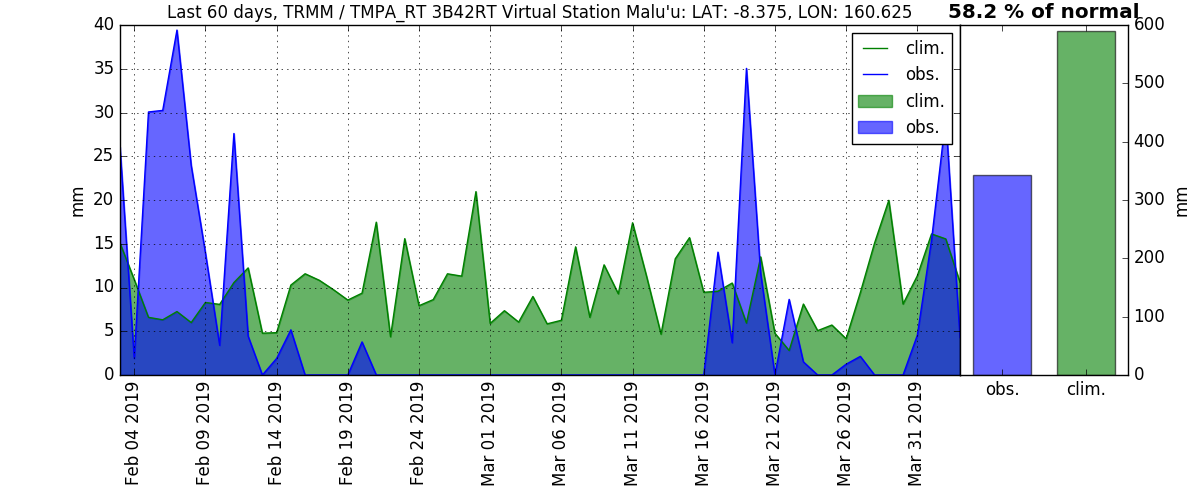 Last 60 days, TRMM / TMPA_RT 3B42RT Virtual Station Malu'u: LAT: -8.375, LON: 160.625
58.2 % of normal
40
35
30
25
20
15
10
5
0
mm
clim.
obs.
clim.
obs.
600
500
400
300
200
100
0
mm
Feb 04 2019
Feb 09 2019
Feb 14 2019
Feb 19 2019
Feb 24 2019
Mar 01 2019
Mar 06 2019
Mar 11 2019
Mar 16 2019
Mar 21 2019
Mar 26 2019
Mar 31 2019
obs.
clim.